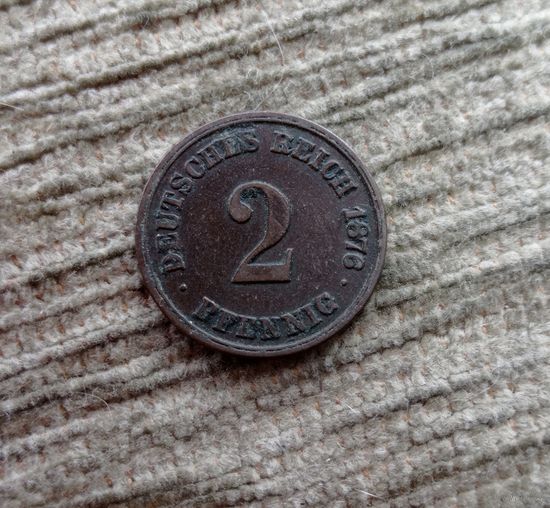 · DEUTSCHES REICH 1876 ·
2
PFENNIG